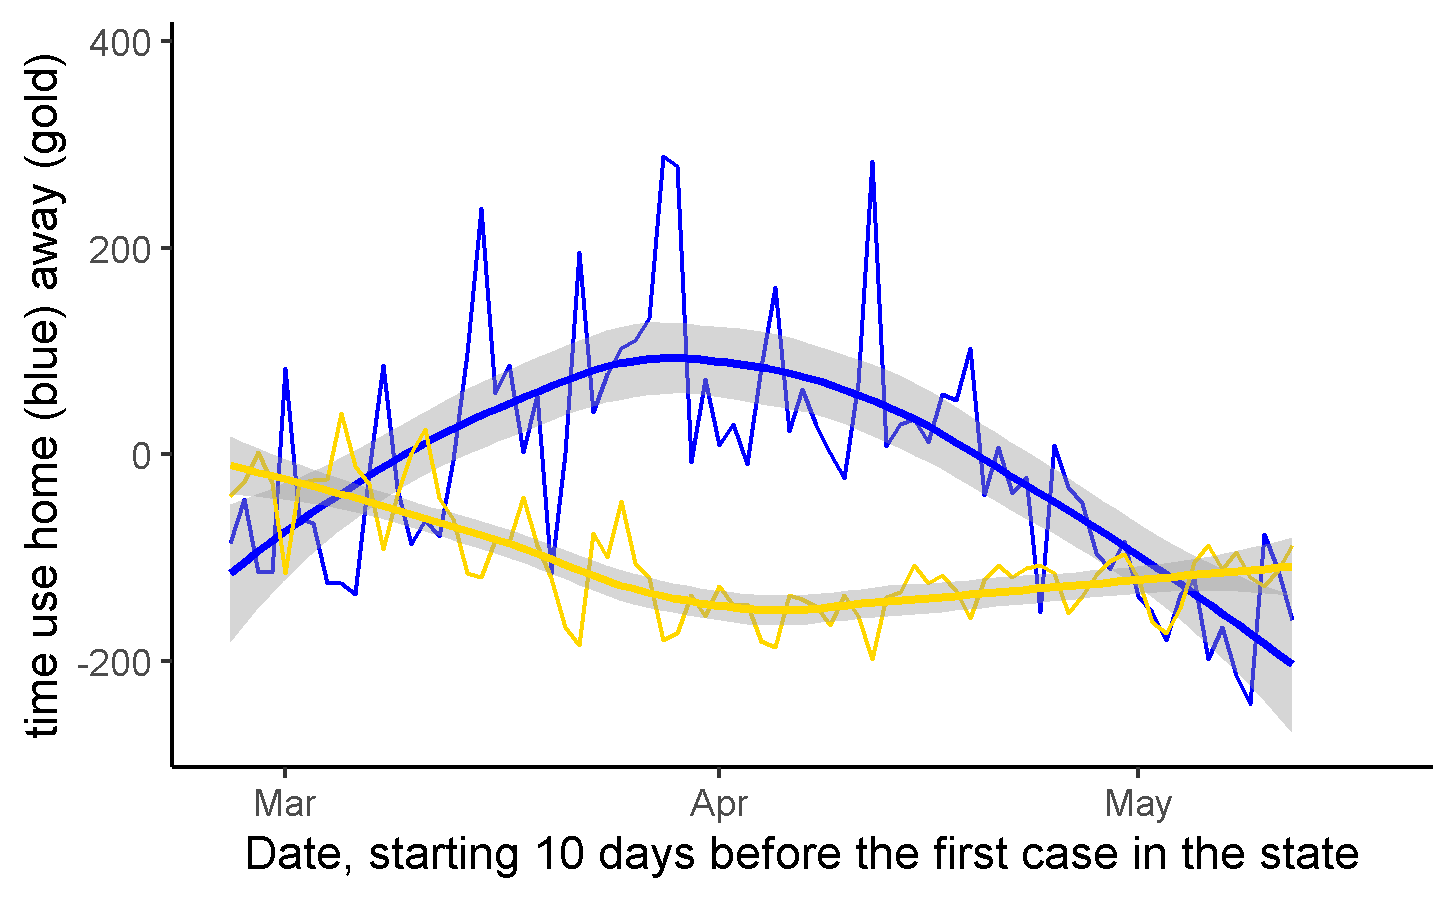 time use home (blue) away (gold)
400
200
0
-200
Mar
Apr
May
Date, starting 10 days before the first case in the state